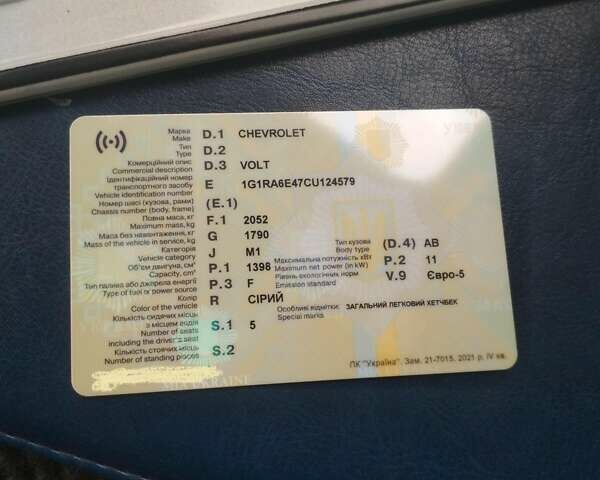 Марка
Make D.1 CHEVROLET
Тип
Type D.2
Комерційний опис
Commercial description D.3 VOLT
Ідентифікаційний номер
транспортного засобу
Vehicle identification number E 1G1RA6E47CU124579
Номер шасі (кузова, рами)
Chassis number (body, frame) (E.1)
Повна маса, кг
Maximum mass, kg F.1 2052
Маса без навантаження, кг
Mass of the vehicle in service, kg G 1790
Категорія
Vehicle category J M1
Тип кузова
Body type (D.4) AB
Об'єм двигуна, см³
Capacity, cm³ P.1 1398
Максимальна потужність кВт
Maximum net power (in kW) P.2 11
Тип палива або джерела енергії
Type of fuel or power source P.3 F
Рівень екологічних норм
Emission standard V.9 Євро-5
Колір
Color of the vehicle R СІРИЙ
Особливі відмітки: ЗАГАЛЬНИЙ ЛЕГКОВИЙ ХЕТЧБЕК
Special marks
Кількість сидячих місць
з місцем водія
Number of seats
including the driver's seat S.1 5
Кількість стоячих місць
Number of standing places S.2
UKRAINE
ПК "Україна". Зам. 21-7015. 2021 р. IV кв.